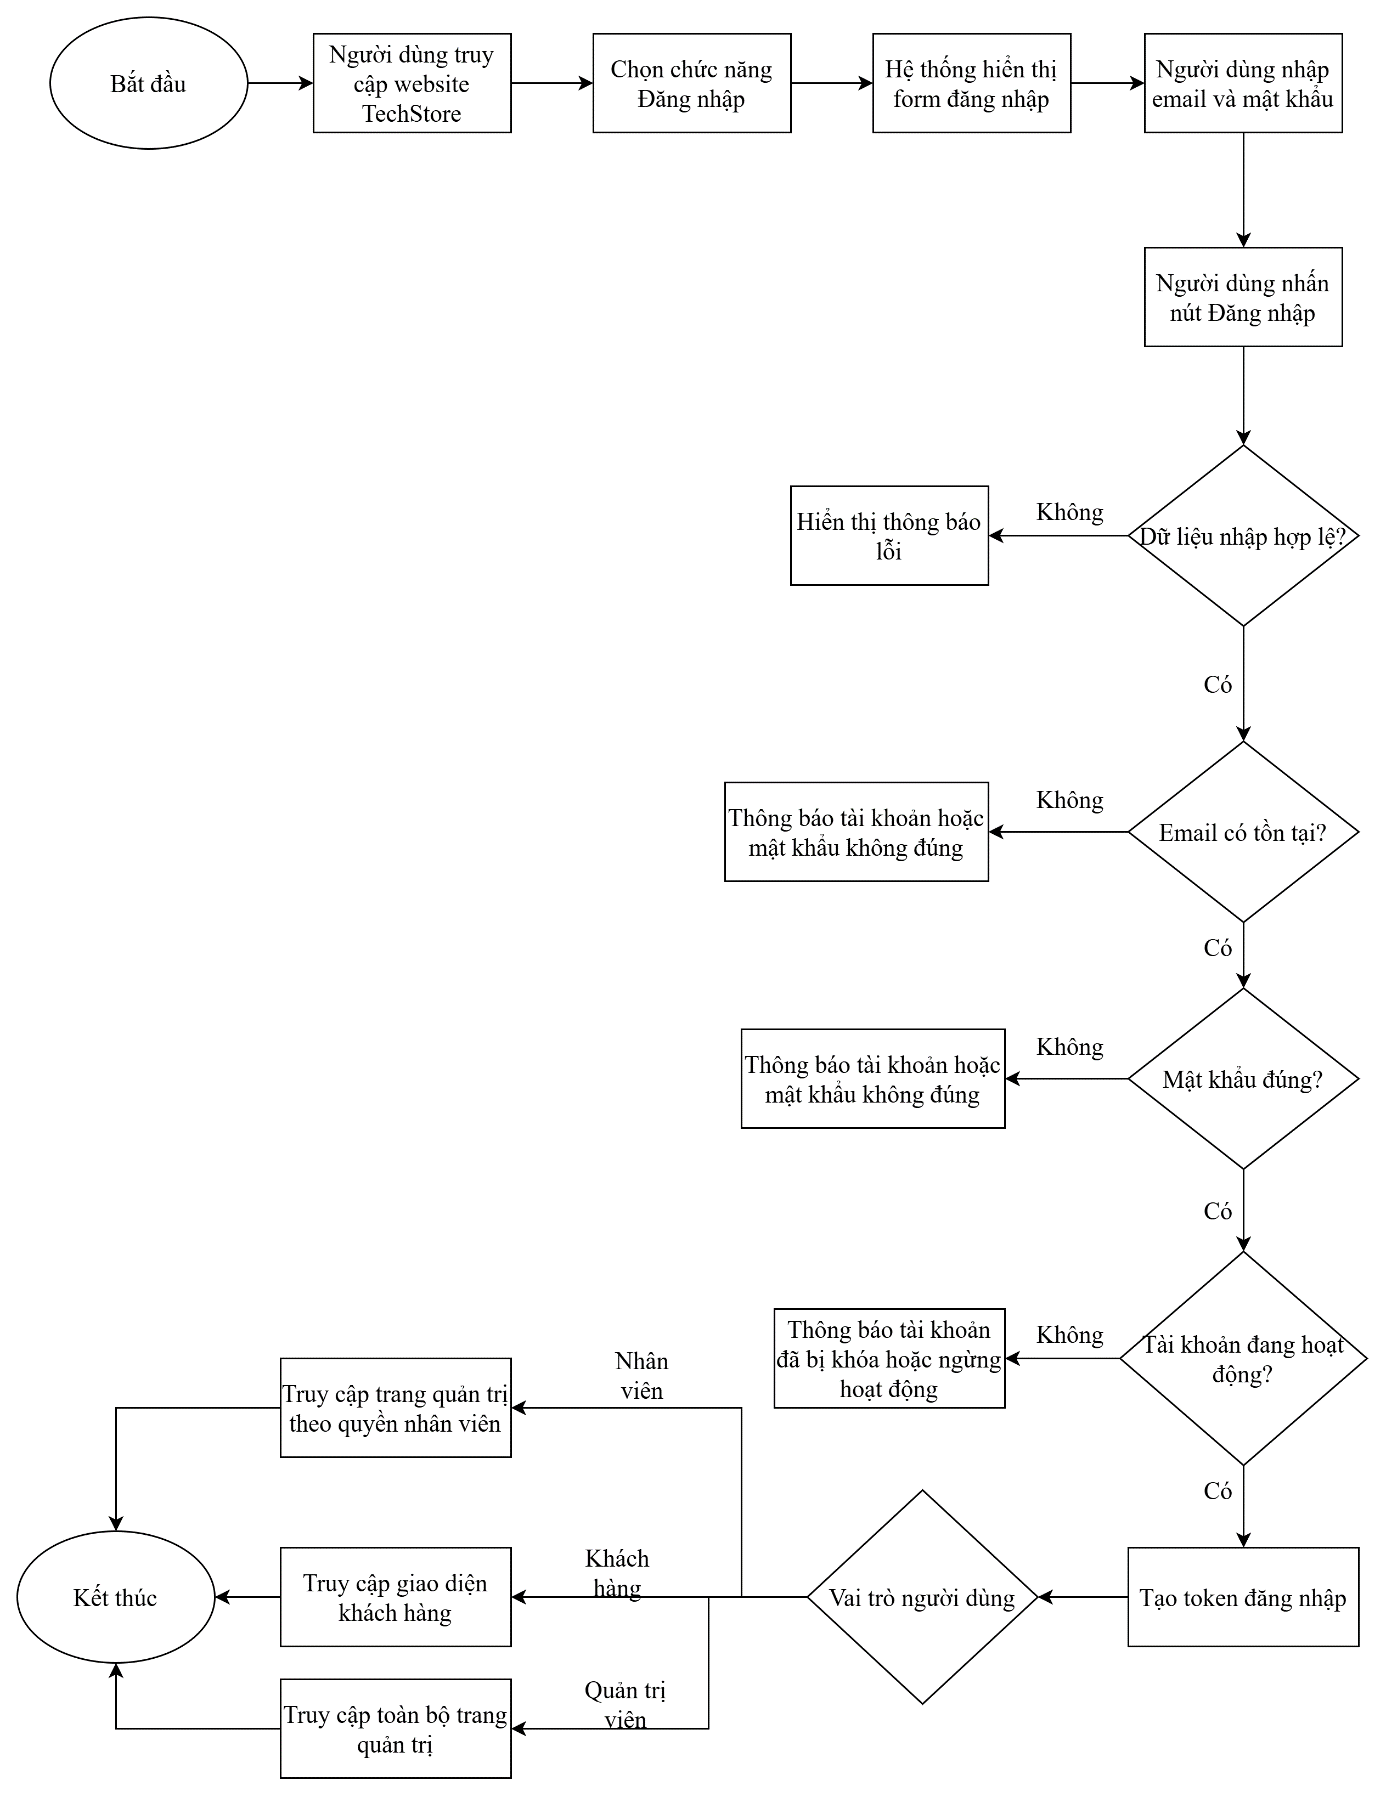 Bắt đầu
Người dùng truy
cập website
TechStore
Chọn chức năng
Đăng nhập
Hệ thống hiển thị
form đăng nhập
Người dùng nhập
email và mật khẩu
Người dùng nhấn
nút Đăng nhập
Dữ liệu nhập hợp lệ?
Không
Hiển thị thông báo
lỗi
Có
Email có tồn tại?
Không
Thông báo tài khoản hoặc
mật khẩu không đúng
Có
Mật khẩu đúng?
Không
Thông báo tài khoản hoặc
mật khẩu không đúng
Có
Tài khoản đang hoạt
động?
Không
Thông báo tài khoản
đã bị khóa hoặc ngừng
hoạt động
Có
Tạo token đăng nhập
Vai trò người dùng
Nhân
viên
Truy cập trang quản trị
theo quyền nhân viên
Khách
hàng
Truy cập giao diện
khách hàng
Quản trị
viên
Truy cập toàn bộ trang
quản trị
Kết thúc